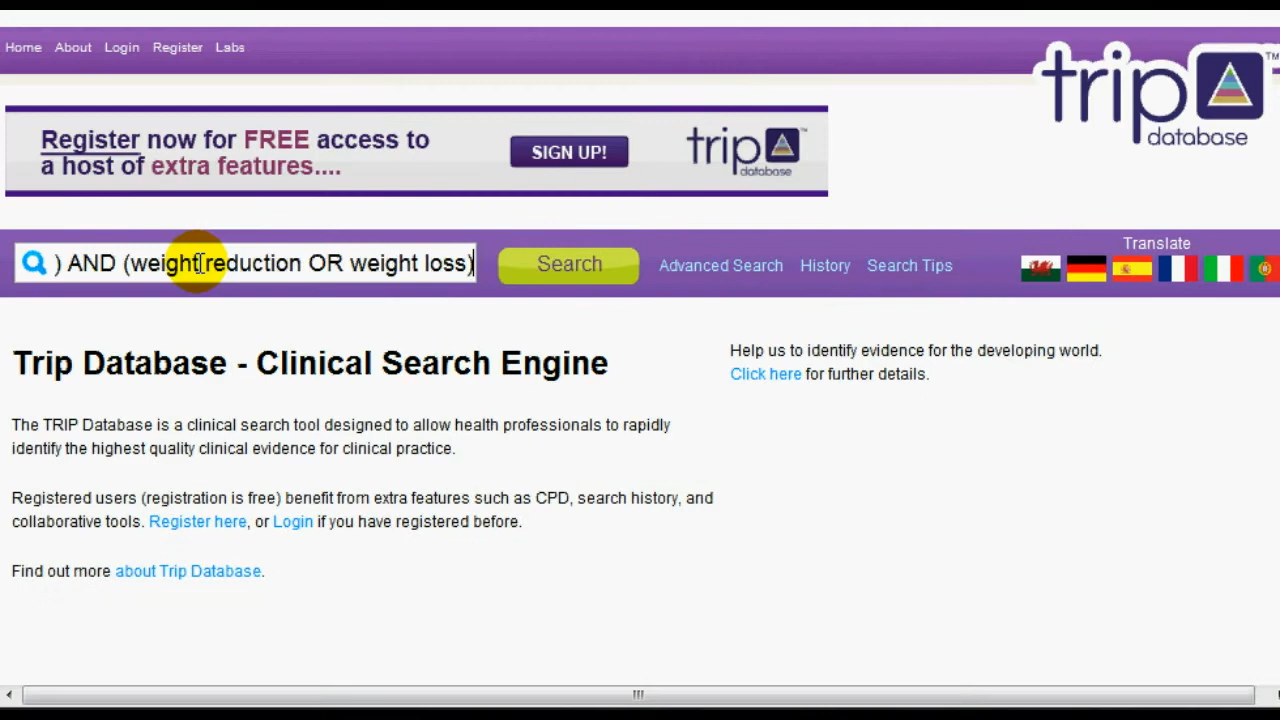 Home About Login Register Labs
trip database ™
Register now for FREE access to
a host of extra features....
SIGN UP!
trip database ™
) AND (weight reduction OR weight loss)
Search
Advanced Search History Search Tips
Translate
Trip Database - Clinical Search Engine
The TRIP Database is a clinical search tool designed to allow health professionals to rapidly
identify the highest quality clinical evidence for clinical practice.
Registered users (registration is free) benefit from extra features such as CPD, search history, and
collaborative tools. Register here, or Login if you have registered before.
Find out more about Trip Database.
Help us to identify evidence for the developing world.
Click here for further details.